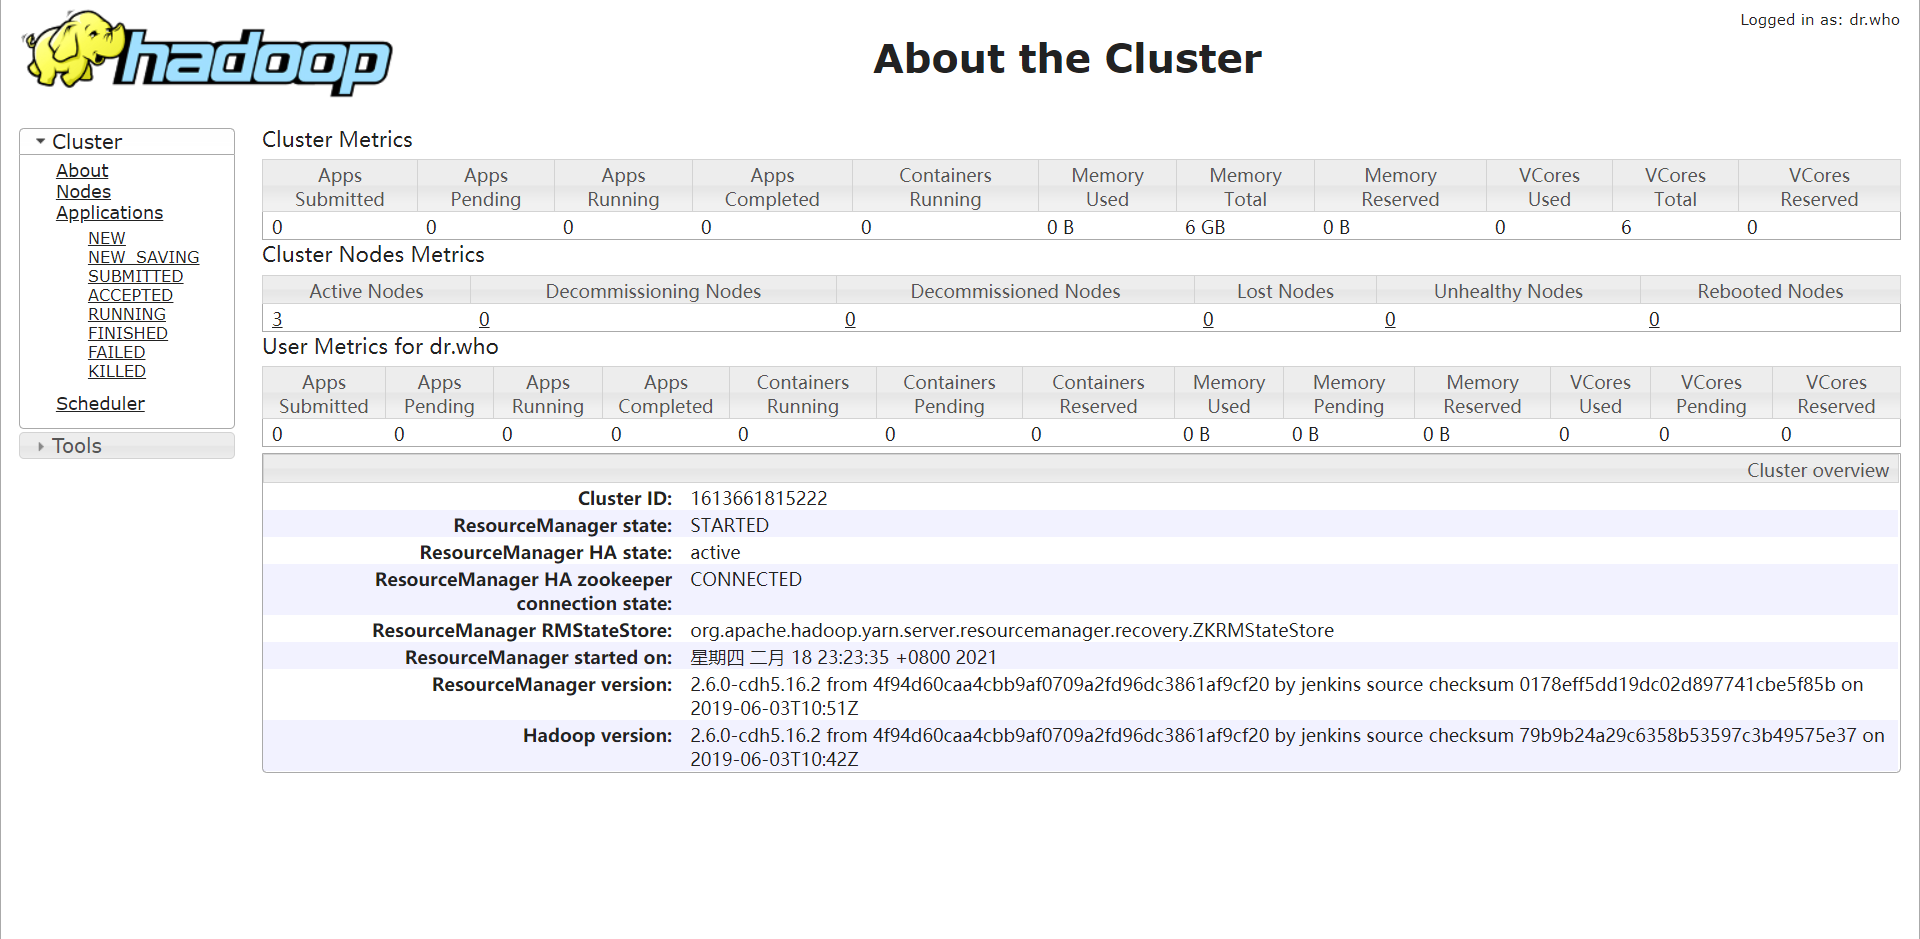 hadoop
Logged in as: dr.who
About the Cluster
Cluster
About
Nodes
Applications
NEW
NEW_SAVING
SUBMITTED
ACCEPTED
RUNNING
FINISHED
FAILED
KILLED
Scheduler
Tools
Cluster Metrics
Apps Submitted Apps Pending Apps Running Apps Completed Containers Running Memory Used Memory Total Memory Reserved VCores Used VCores Total VCores Reserved
0 0 0 0 0 0 B 6 GB 0 B 0 6 0
Cluster Nodes Metrics
Active Nodes Decommissioning Nodes Decommissioned Nodes Lost Nodes Unhealthy Nodes Rebooted Nodes
3 0 0 0 0 0
User Metrics for dr.who
Apps Submitted Apps Pending Apps Running Apps Completed Containers Running Containers Pending Containers Reserved Memory Used Memory Pending Memory Reserved VCores Used VCores Pending VCores Reserved
0 0 0 0 0 0 0 0 B 0 B 0 B 0 0 0
Cluster overview
Cluster ID: 1613661815222
ResourceManager state: STARTED
ResourceManager HA state: active
ResourceManager HA zookeeper connection state: CONNECTED
ResourceManager RMStateStore: org.apache.hadoop.yarn.server.resourcemanager.recovery.ZKRMStateStore
ResourceManager started on: 星期四 二月 18 23:23:35 +0800 2021
ResourceManager version: 2.6.0-cdh5.16.2 from 4f94d60caa4cbb9af0709a2fd96dc3861af9cf20 by jenkins source checksum 0178eff5dd19dc02d897741cbe5f85b on
2019-06-03T10:51Z
Hadoop version: 2.6.0-cdh5.16.2 from 4f94d60caa4cbb9af0709a2fd96dc3861af9cf20 by jenkins source checksum 79b9b24a29c6358b53597c3b49575e37 on
2019-06-03T10:42Z